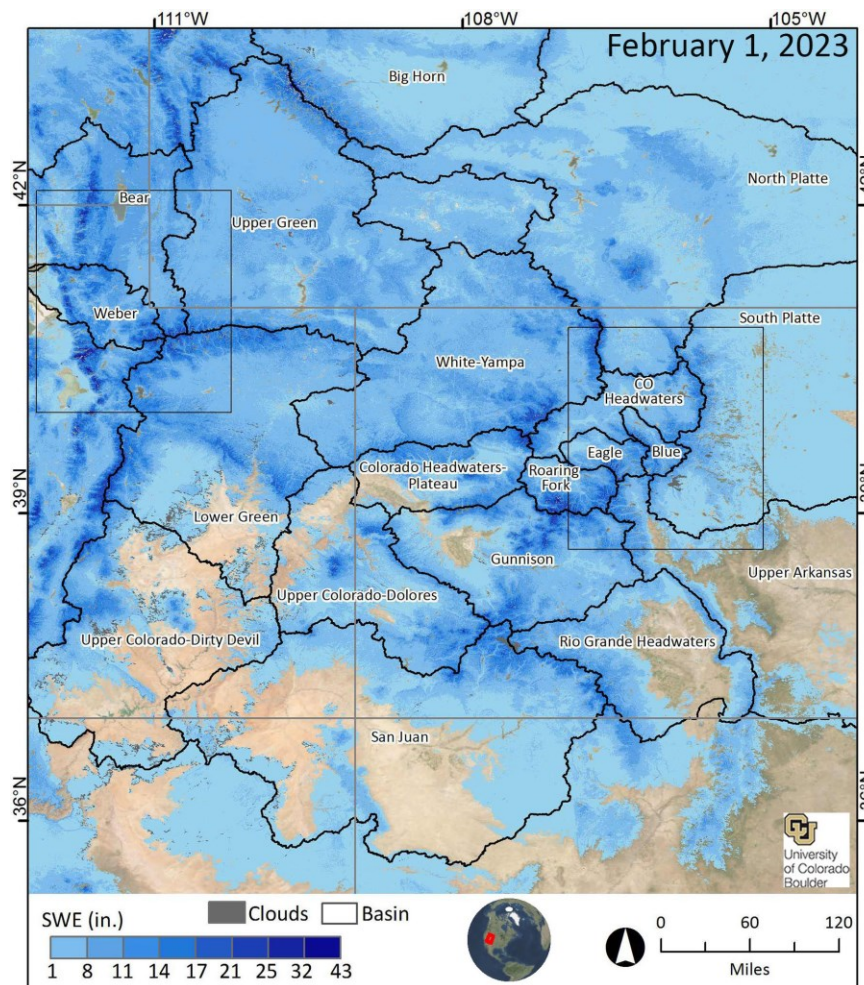 111°W 108°W 105°W
February 1, 2023
Big Horn
42°N
North Platte
Bear
Upper Green
Weber
South Platte
White-Yampa
CO
Headwaters
Eagle
Blue
Colorado Headwaters-
Plateau
Roaring
Fork
39°N
Lower Green
Gunnison
Upper Arkansas
Upper Colorado-Dolores
Upper Colorado-Dirty Devil
Rio Grande Headwaters
San Juan
36°N
CU
University
of Colorado
Boulder
SWE (in.)
Clouds
Basin
1 8 11 14 17 21 25 32 43
0 60 120
Miles